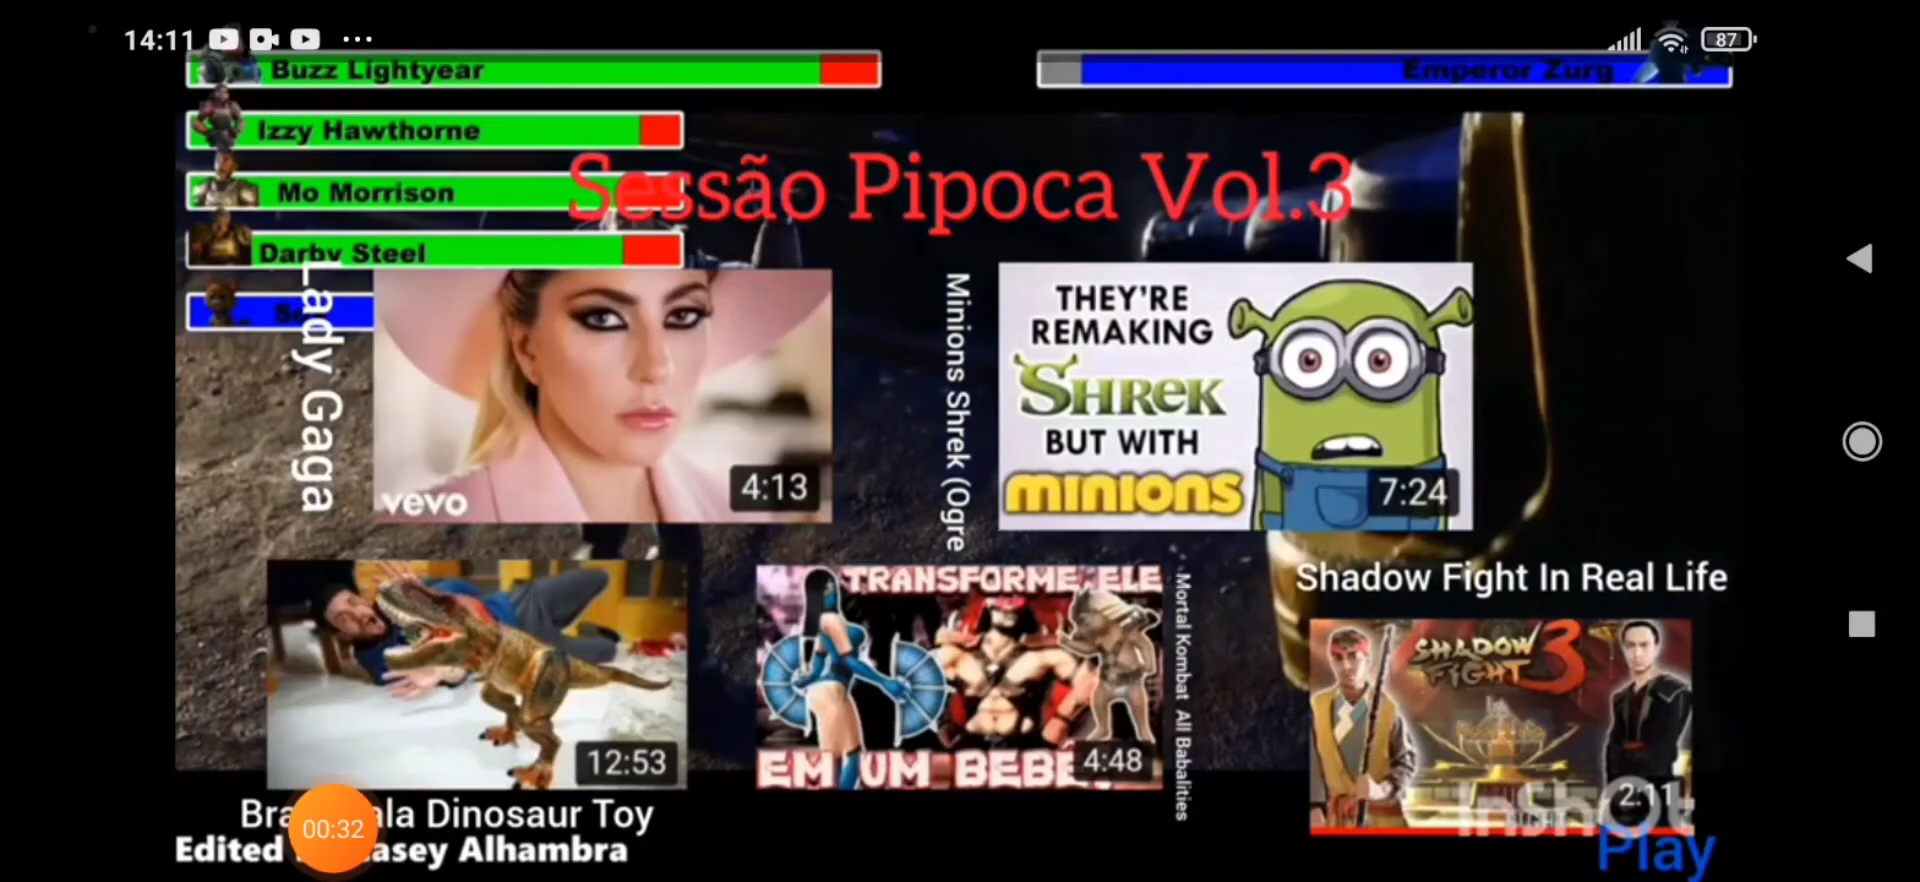 14:11
87
Buzz Lightyear
Emperor Zurg
Izzy Hawthorne
Mo Morrison
Darby Steel
Sessão Pipoca Vol.3
Lady Gaga
vevo
4:13
Minions Shrek (Ogre
THEY'RE
REMAKING
SHREK
BUT WITH
MINIONS
7:24
12:53
TRANSFORME ELE
EM UM BEBE
4:48
Mortal Kombat All Babalities
Shadow Fight In Real Life
SHADOW
FIGHT 3
In
2:11
InShot
Play
Dinosaur Toy
00:32
Edited
Alhambra